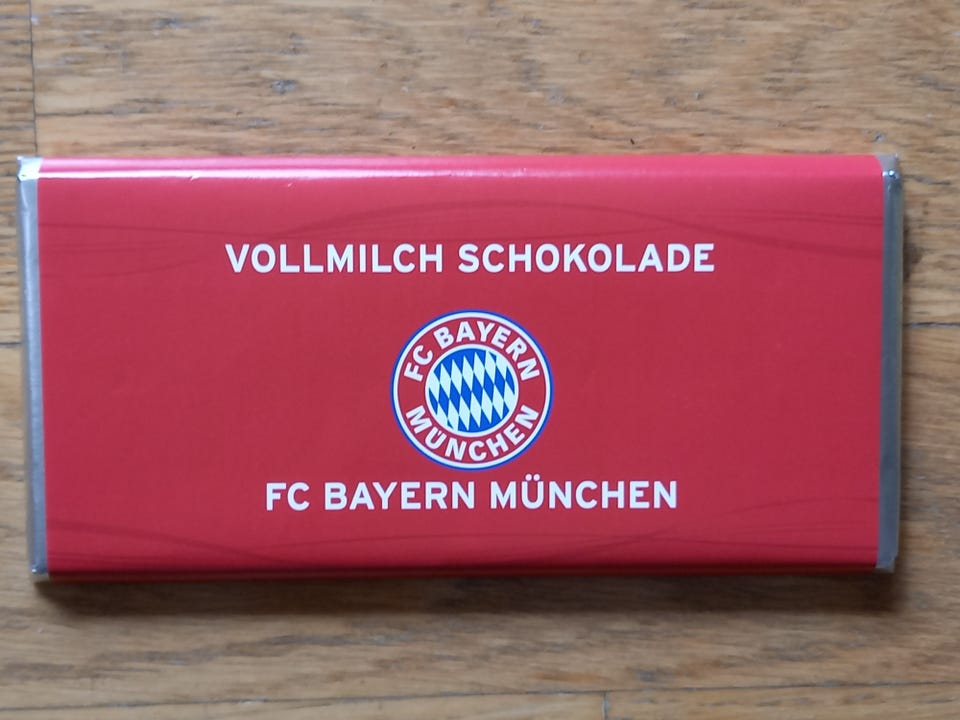 VOLLMILCH SCHOKOLADE
FC BAYERN
MÜNCHEN
FC BAYERN MÜNCHEN